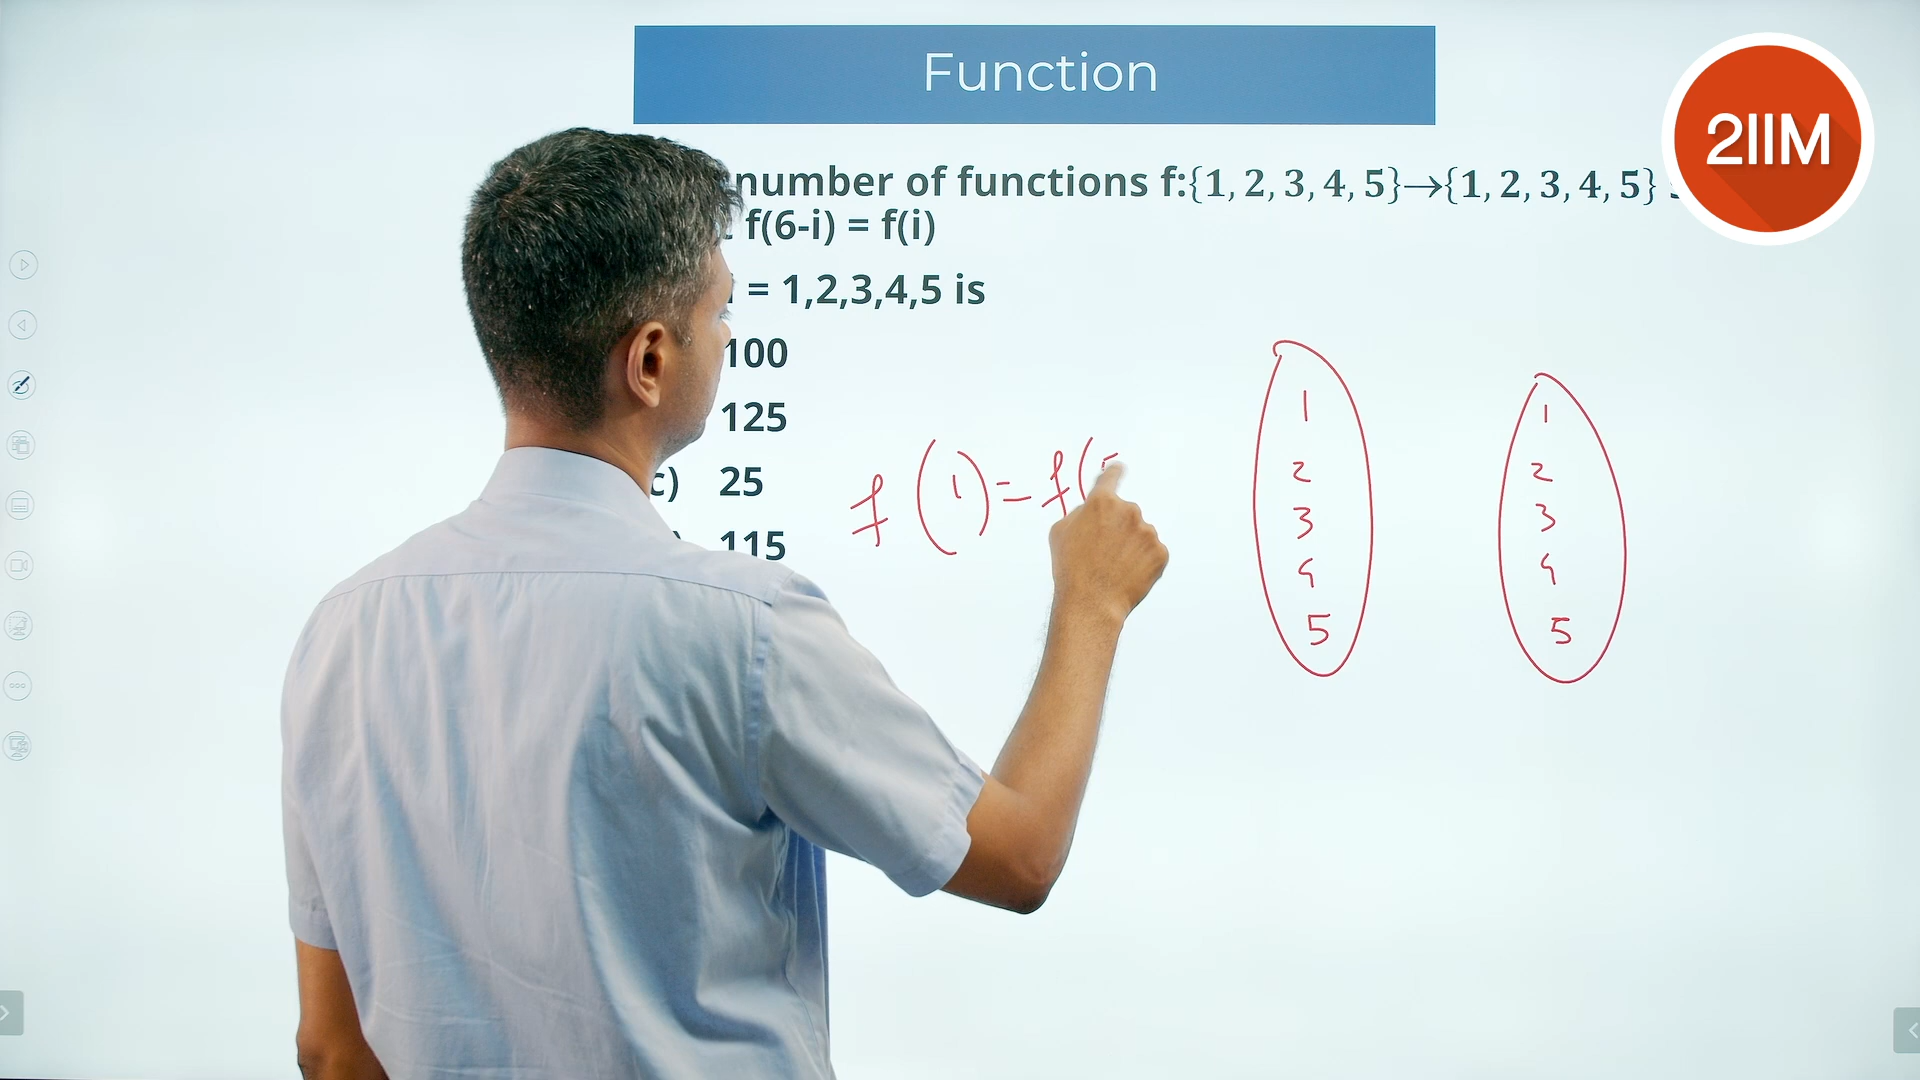 Function
2IIM
number of functions f:{1, 2, 3, 4, 5}→{1, 2, 3, 4, 5}
f(6-i) = f(i)
= 1,2,3,4,5 is
100
125
c) 25
115
f(1)=f(
1
2
3
4
5
1
2
3
4
5